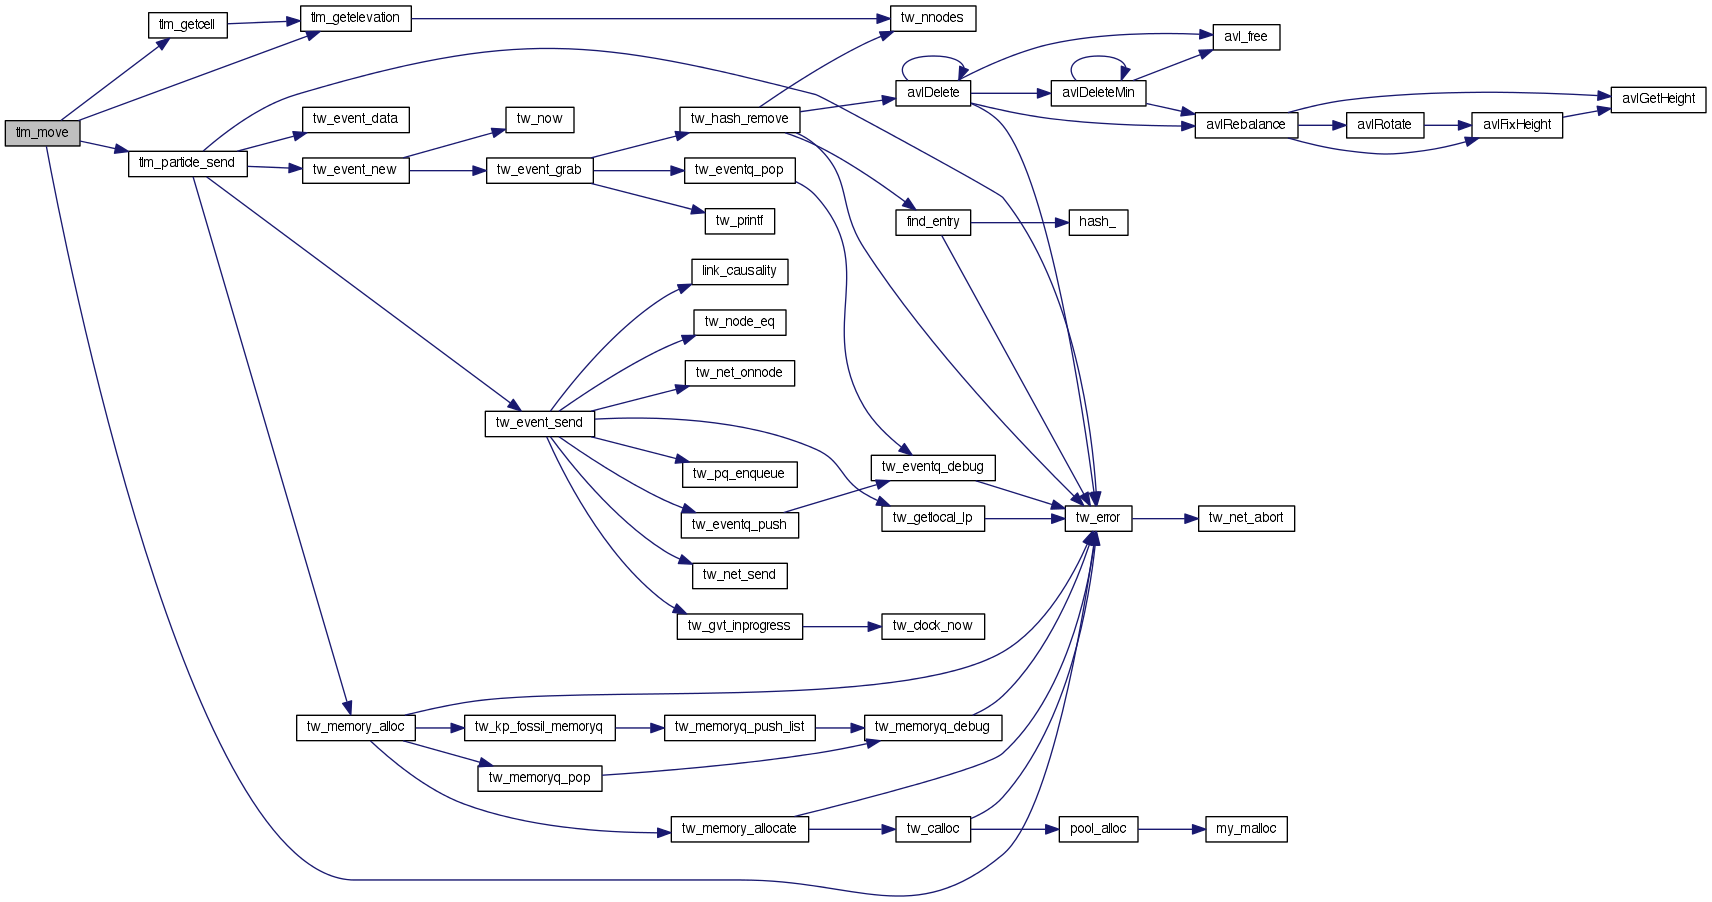 tlm_move
tlm_getcell
tlm_getelevation
tw_nnodes
tlm_particle_send
tw_event_data
tw_event_new
tw_now
tw_event_grab
tw_hash_remove
tw_eventq_pop
tw_printf
avlDelete
avlDeleteMin
avl_free
avlRebalance
avlRotate
avlFixHeight
avlGetHeight
find_entry
hash_
link_causality
tw_node_eq
tw_net_onnode
tw_event_send
tw_pq_enqueue
tw_eventq_push
tw_net_send
tw_gvt_inprogress
tw_clock_now
tw_eventq_debug
tw_getlocal_lp
tw_error
tw_net_abort
tw_memory_alloc
tw_kp_fossil_memoryq
tw_memoryq_push_list
tw_memoryq_debug
tw_memoryq_pop
tw_memory_allocate
tw_calloc
pool_alloc
my_malloc